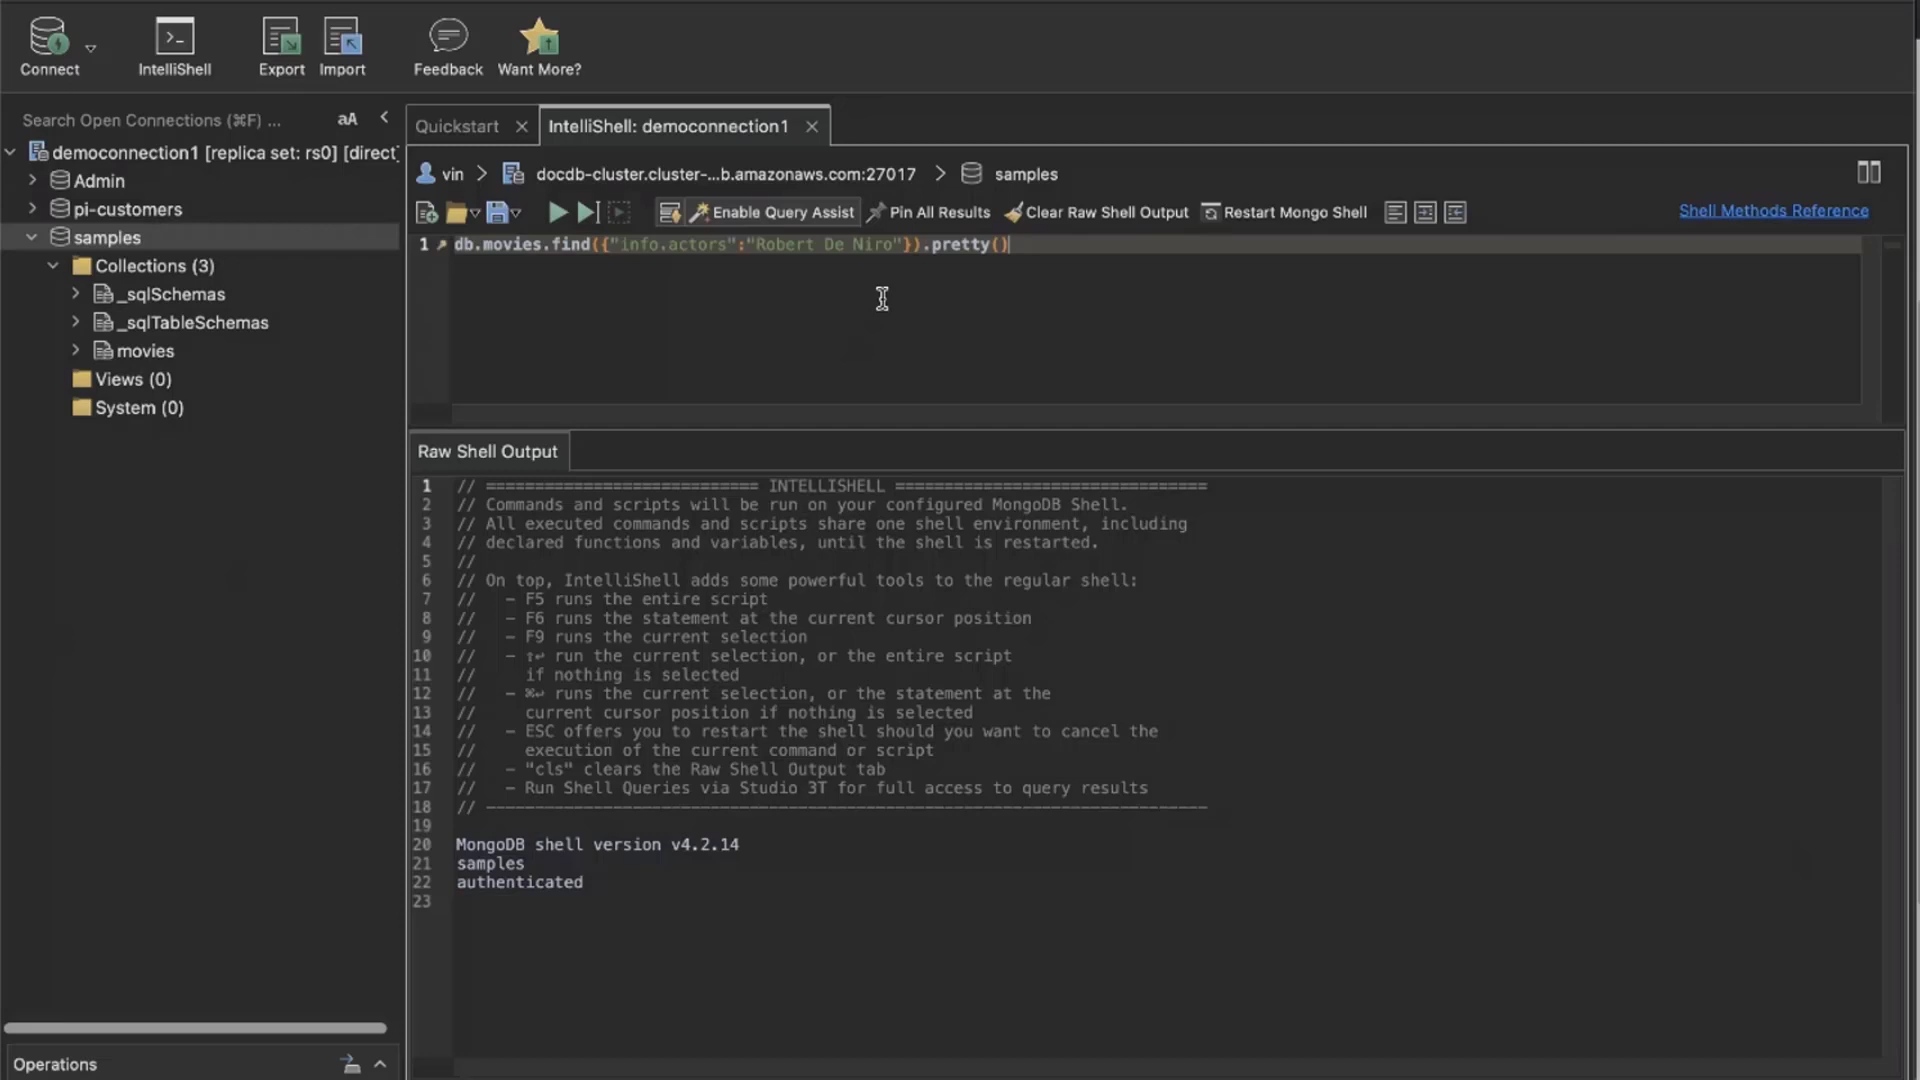 Connect
IntelliShell
Export
Import
Feedback
Want More?
Search Open Connections (⌘F) ...
aA
democonnection1 [replica set: rs0] [direct
Admin
pi-customers
samples
Collections (3)
_sqlSchemas
_sqlTableSchemas
movies
Views (0)
System (0)
Operations
Quickstart
IntelliShell: democonnection1
vin
docdb-cluster.cluster-...b.amazonaws.com:27017
samples
Enable Query Assist
Pin All Results
Clear Raw Shell Output
Restart Mongo Shell
Shell Methods Reference
1 db.movies.find({"info.actors":"Robert De Niro"}).pretty()
Raw Shell Output
1 // ============================ INTELLISHELL ================================
2 // Commands and scripts will be run on your configured MongoDB Shell.
3 // All executed commands and scripts share one shell environment, including
4 // declared functions and variables, until the shell is restarted.
5 //
6 // On top, IntelliShell adds some powerful tools to the regular shell:
7 // - F5 runs the entire script
8 // - F6 runs the statement at the current cursor position
9 // - F9 runs the current selection
10 // - ⇧↩ run the current selection, or the entire script
11 // if nothing is selected
12 // - ⌘↩ runs the current selection, or the statement at the
13 // current cursor position if nothing is selected
14 // - ESC offers you to restart the shell should you want to cancel the
15 // execution of the current command or script
16 // - "cls" clears the Raw Shell Output tab
17 // - Run Shell Queries via Studio 3T for full access to query results
18 // --------------------------------------------------------------------------
19
20 MongoDB shell version v4.2.14
21 samples
22 authenticated
23